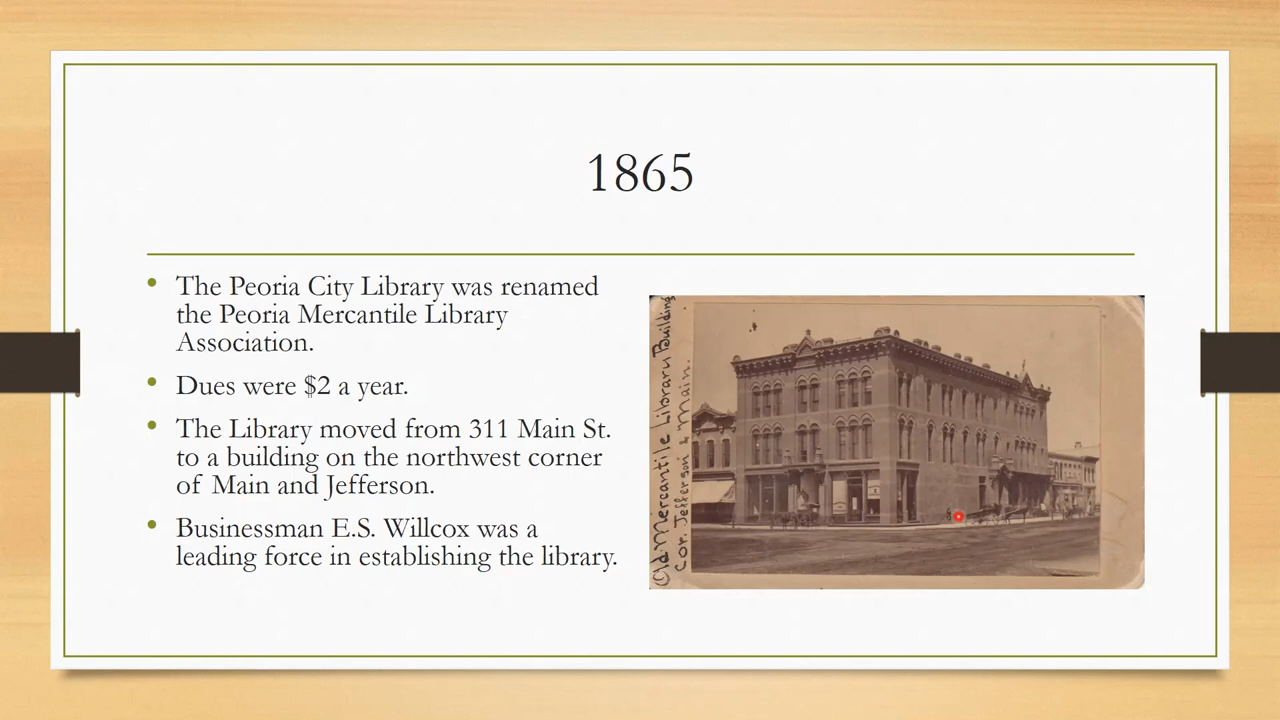 1865
The Peoria City Library was renamed
the Peoria Mercantile Library
Association.
Dues were $2 a year.
The Library moved from 311 Main St.
to a building on the northwest corner
of Main and Jefferson.
Businessman E.S. Willcox was a
leading force in establishing the library.
Old Mercantile Library Building
Cor. Jefferson & Main.